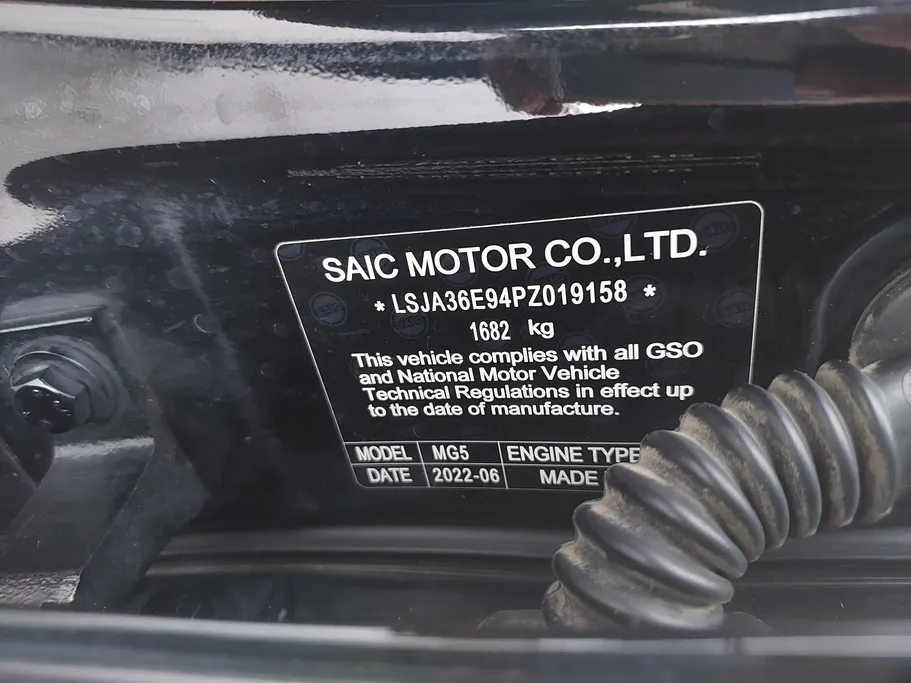 SAIC MOTOR CO.,LTD.
* LSJA36E94PZ019158 *
1682 kg
This vehicle complies with all GSO
and National Motor Vehicle
Technical Regulations in effect up
to the date of manufacture.
MODEL MG5 ENGINE TYPE
DATE 2022-06 MADE